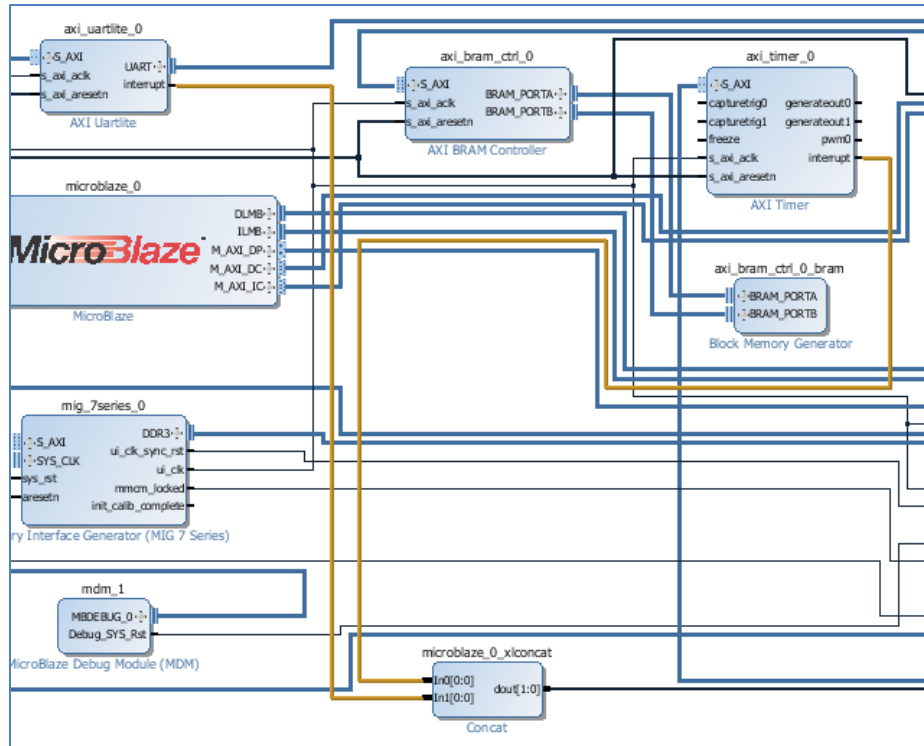 axi_uartlite_0
S_AXI
s_axi_aclk
s_axi_aresetn
UART
interrupt
AXI Uartlite
axi_bram_ctrl_0
S_AXI
s_axi_aclk
s_axi_aresetn
BRAM_PORTA
BRAM_PORTB
AXI BRAM Controller
axi_timer_0
S_AXI
capturetrig0
capturetrig1
freeze
s_axi_aclk
s_axi_aresetn
generateout0
generateout1
pwm0
interrupt
AXI Timer
microblaze_0
MicroBlaze
DLMB
ILMB
M_AXI_DP
M_AXI_DC
M_AXI_IC
MicroBlaze
axi_bram_ctrl_0_bram
BRAM_PORTA
BRAM_PORTB
Block Memory Generator
mig_7series_0
S_AXI
SYS_CLK
sys_rst
aresetn
DDR3
ui_clk_sync_rst
ui_clk
mmcm_locked
init_calib_complete
ry Interface Generator (MIG 7 Series)
mdm_1
MBDEBUG_0
Debug_SYS_Rst
MicroBlaze Debug Module (MDM)
microblaze_0_xlconcat
In0[0:0]
In1[0:0]
dout[1:0]
Concat